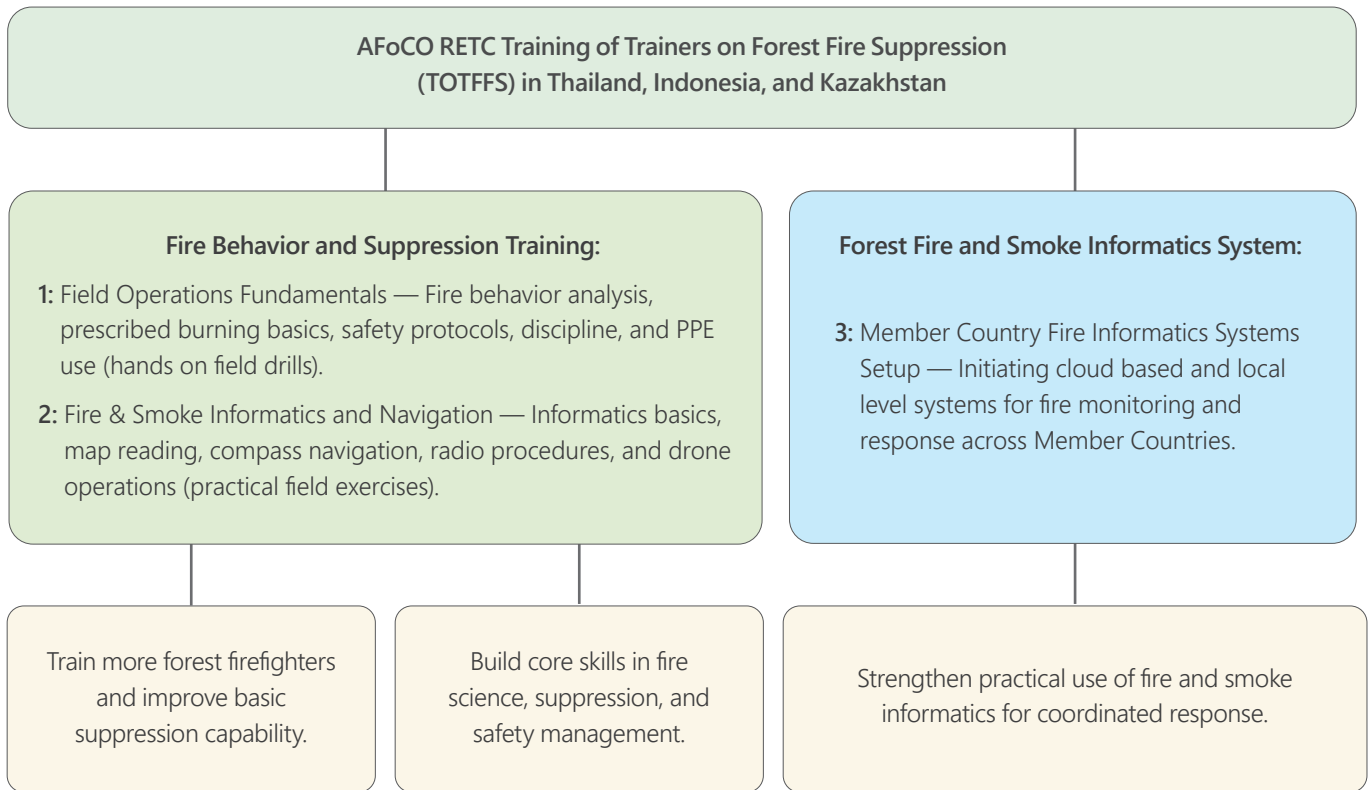 AFoCO RETC Training of Trainers on Forest Fire Suppression
(TOTFFS) in Thailand, Indonesia, and Kazakhstan
Fire Behavior and Suppression Training:
1: Field Operations Fundamentals — Fire behavior analysis,
prescribed burning basics, safety protocols, discipline, and PPE
use (hands on field drills).
2: Fire & Smoke Informatics and Navigation — Informatics basics,
map reading, compass navigation, radio procedures, and drone
operations (practical field exercises).
Forest Fire and Smoke Informatics System:
3: Member Country Fire Informatics Systems
Setup — Initiating cloud based and local
level systems for fire monitoring and
response across Member Countries.
Train more forest firefighters
and improve basic
suppression capability.
Build core skills in fire
science, suppression, and
safety management.
Strengthen practical use of fire and smoke
informatics for coordinated response.